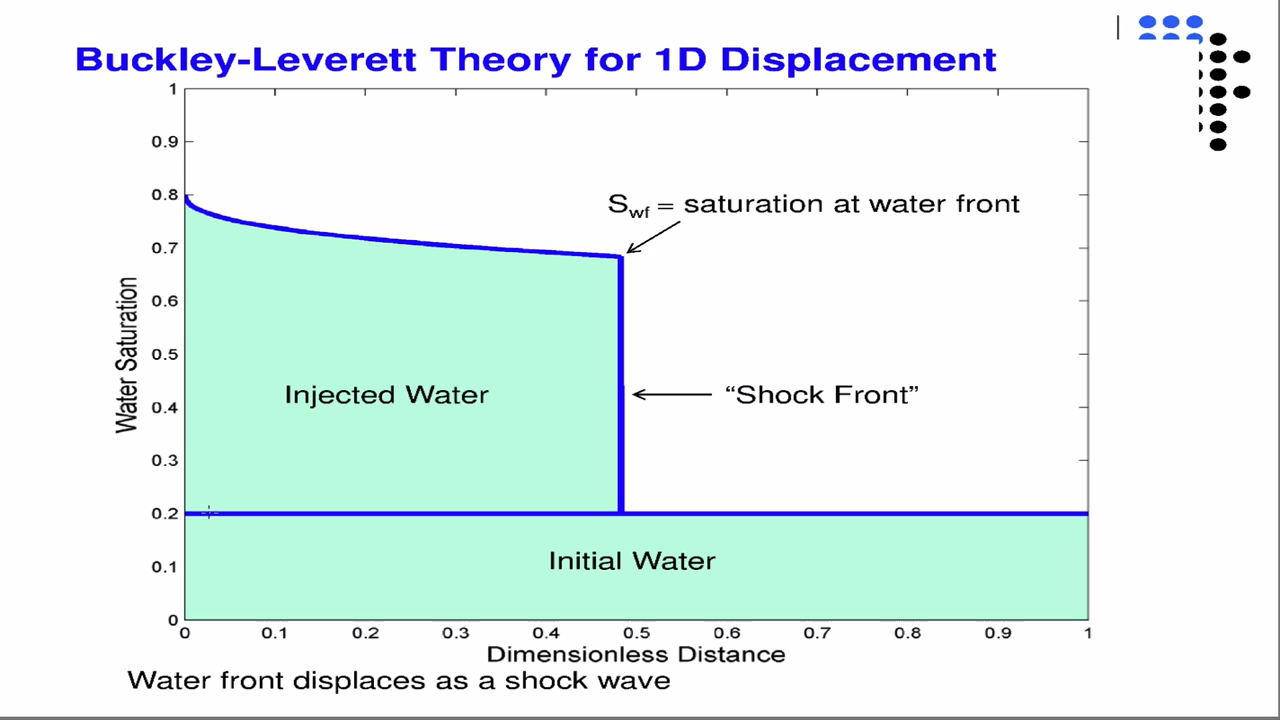 Buckley-Leverett Theory for 1D Displacement
1
0.9
0.8
0.7
0.6
0.5
0.4
0.3
0.2
0.1
0
Water Saturation
Swf = saturation at water front
Injected Water
“Shock Front”
Initial Water
0 0.1 0.2 0.3 0.4 0.5 0.6 0.7 0.8 0.9 1
Dimensionless Distance
Water front displaces as a shock wave